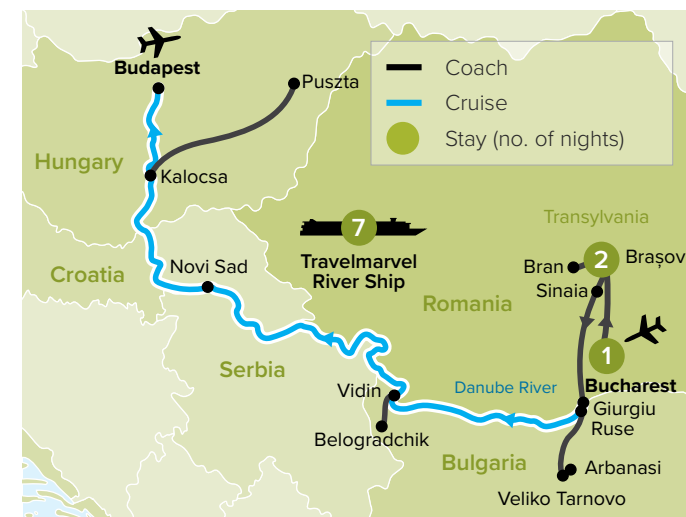 Budapest
Puszta
Coach
Cruise
Stay (no. of nights)
Hungary
Kalocsa
Transylvania
7
Travelmarvel
River Ship
Croatia
Novi Sad
Bran
2
Brașov
Sinaia
Romania
Serbia
1
Vidin
Danube River
Bucharest
Giurgiu
Ruse
Belogradchik
Bulgaria
Arbanasi
Veliko Tarnovo